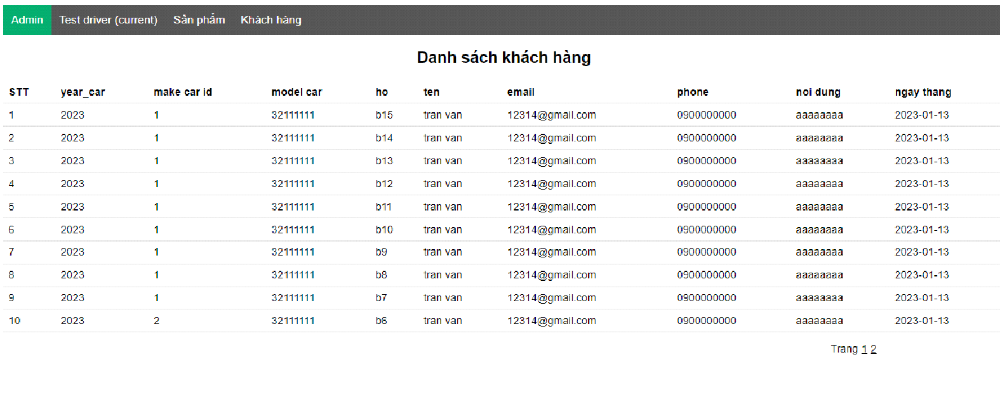 Admin Test driver (current) Sản phẩm Khách hàng
Danh sách khách hàng
STT year_car make car id model car ho ten email phone noi dung ngay thang
1 2023 1 32111111 b15 tran van 12314@gmail.com 0900000000 aaaaaaaa 2023-01-13
2 2023 1 32111111 b14 tran van 12314@gmail.com 0900000000 aaaaaaaa 2023-01-13
3 2023 1 32111111 b13 tran van 12314@gmail.com 0900000000 aaaaaaaa 2023-01-13
4 2023 1 32111111 b12 tran van 12314@gmail.com 0900000000 aaaaaaaa 2023-01-13
5 2023 1 32111111 b11 tran van 12314@gmail.com 0900000000 aaaaaaaa 2023-01-13
6 2023 1 32111111 b10 tran van 12314@gmail.com 0900000000 aaaaaaaa 2023-01-13
7 2023 1 32111111 b9 tran van 12314@gmail.com 0900000000 aaaaaaaa 2023-01-13
8 2023 1 32111111 b8 tran van 12314@gmail.com 0900000000 aaaaaaaa 2023-01-13
9 2023 1 32111111 b7 tran van 12314@gmail.com 0900000000 aaaaaaaa 2023-01-13
10 2023 2 32111111 b6 tran van 12314@gmail.com 0900000000 aaaaaaaa 2023-01-13
Trang 1 2